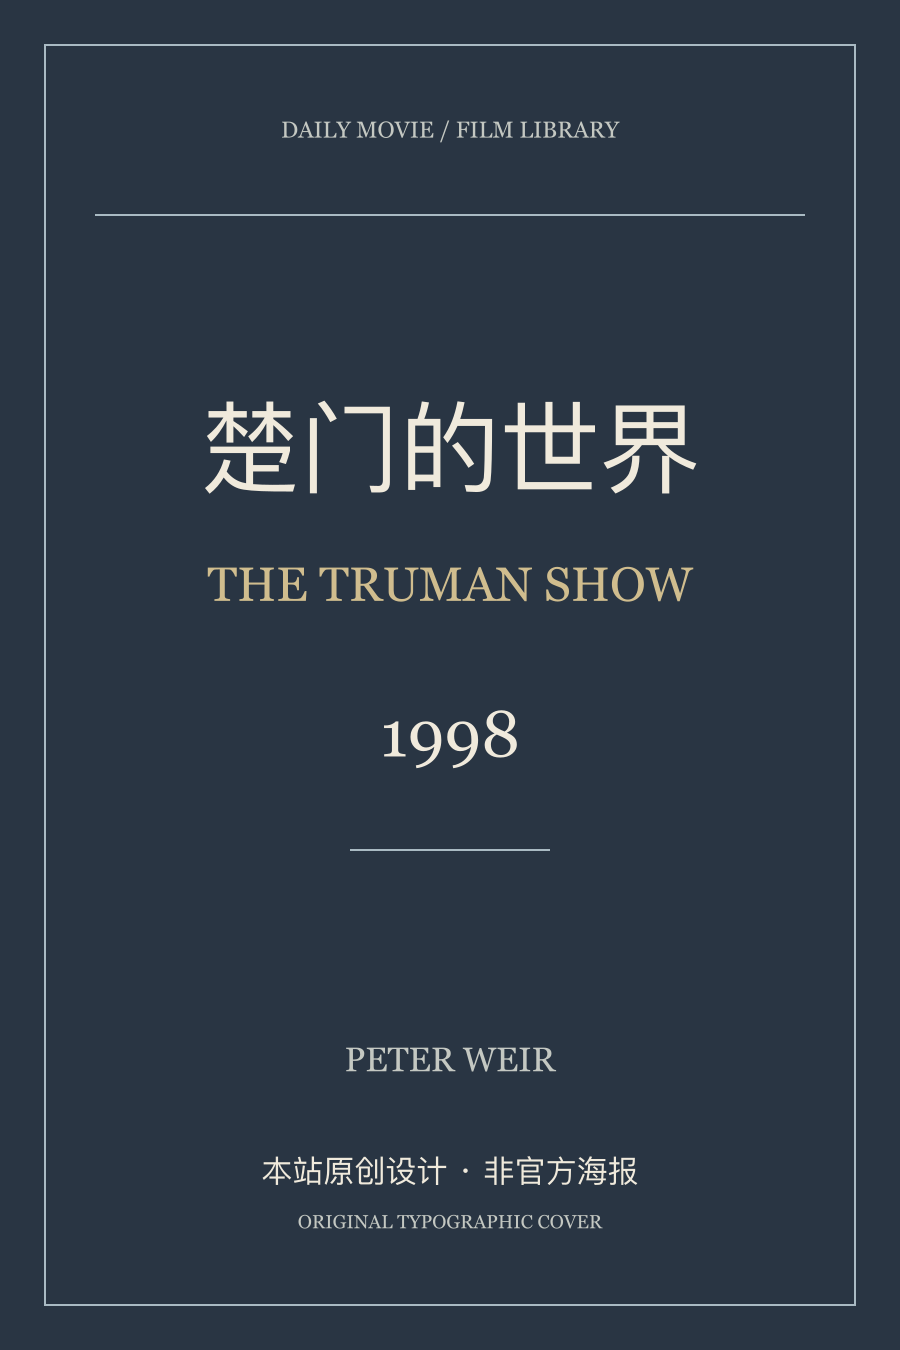 DAILY MOVIE / FILM LIBRARY
楚门的世界
THE TRUMAN SHOW
1998
PETER WEIR
本站原创设计 · 非官方海报
ORIGINAL TYPOGRAPHIC COVER